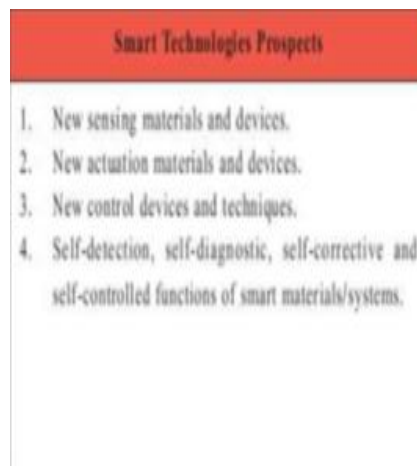 Smart Technologies Prospects
1. New sensing materials and devices.
2. New actuation materials and devices.
3. New control devices and techniques.
4. Self-detection, self-diagnostic, self-corrective and
self-controlled functions of smart materials/systems.